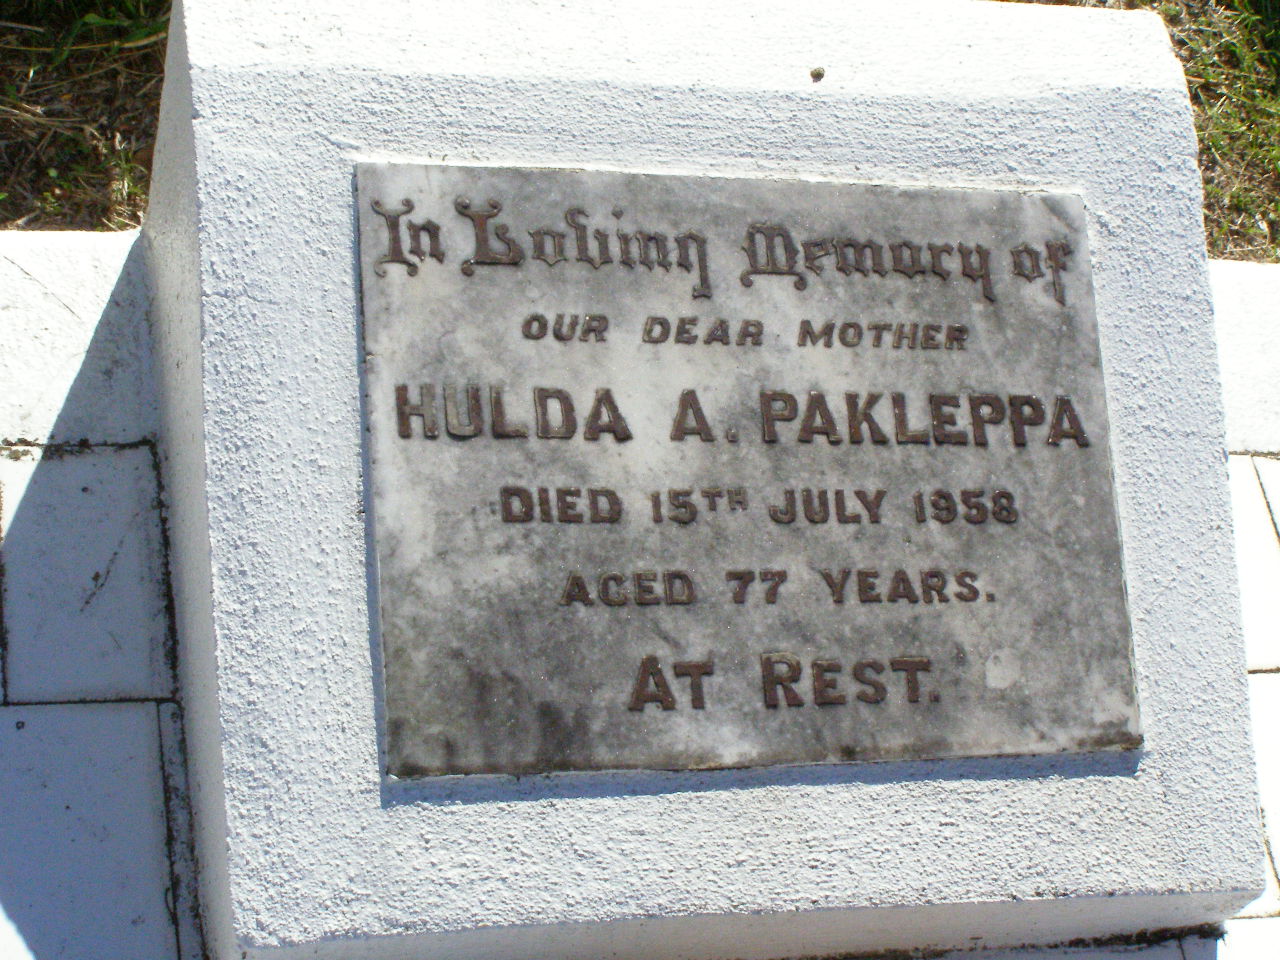 In Loving Memory of
OUR DEAR MOTHER
HULDA A. PAKLEPPA
DIED 15TH JULY 1958
AGED 77 YEARS.
AT REST.